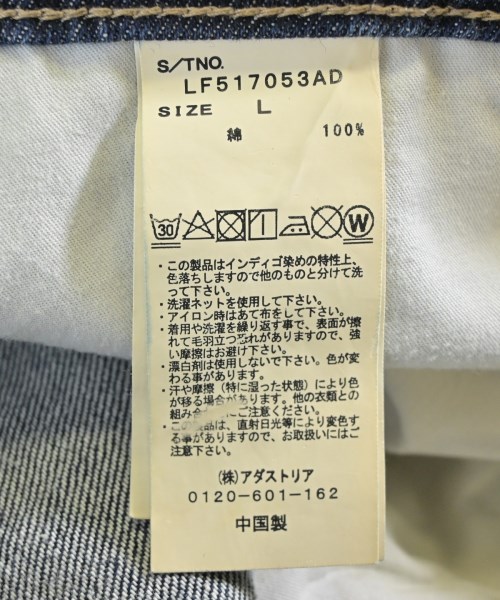 S/TNO.
LF517053AD
SIZE L
綿 100%
30 W
・この製品はインディゴ染めの特性上、
色落ちしますので他のものと分けて洗
って下さい。
・洗濯ネットを使用して下さい。
・アイロン時はあて布をして下さい。
・着用や洗濯を繰り返す事で、表面が擦
れて毛羽立つ恐れがありますので、強
い摩擦はお避け下さい。
・漂白剤は使用しないで下さい。色が変
わる事があります。
・汗や摩擦（特に湿った状態）により色
が移る場合があります。他の衣類との
組み合 にご注意ください。
・この製品は、直射日光等により変色す
る事がありますので、お取扱いにはご
注意下さい。
(株)アダストリア
0120-601-162
中国製